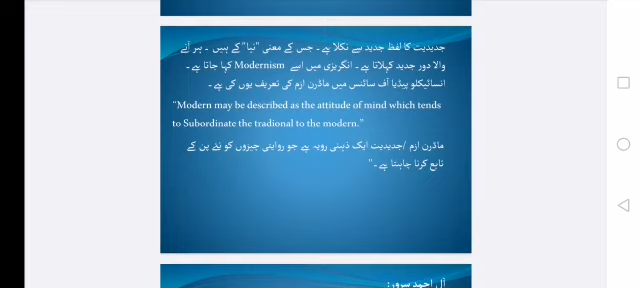 جدیدیت کا لفظ جدید سے نکلا ہے۔ جس کے معنی "نیا" کے ہیں۔ ہر آنے
والا دور جدید کہلاتا ہے۔ انگریزی میں اسے Modernism کہا جاتا ہے۔
انسائیکلو پیڈیا آف سائنس میں ماڈرن ازم کی تعریف یوں کی ہے۔
“Modern may be described as the attitude of mind which tends
to Subordinate the tradional to the modern.”
ماڈرن ازم /جدیدیت ایک ذہنی رویہ ہے جو روایتی چیزوں کو نئے پن کے
تابع کرنا چاہتا ہے۔"
آل احمد سرور: